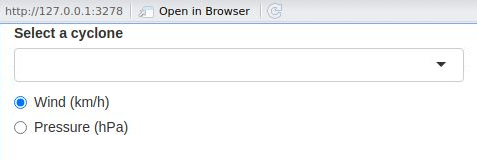 http://127.0.0.1:3278 Open in Browser
Select a cyclone
Wind (km/h)
Pressure (hPa)